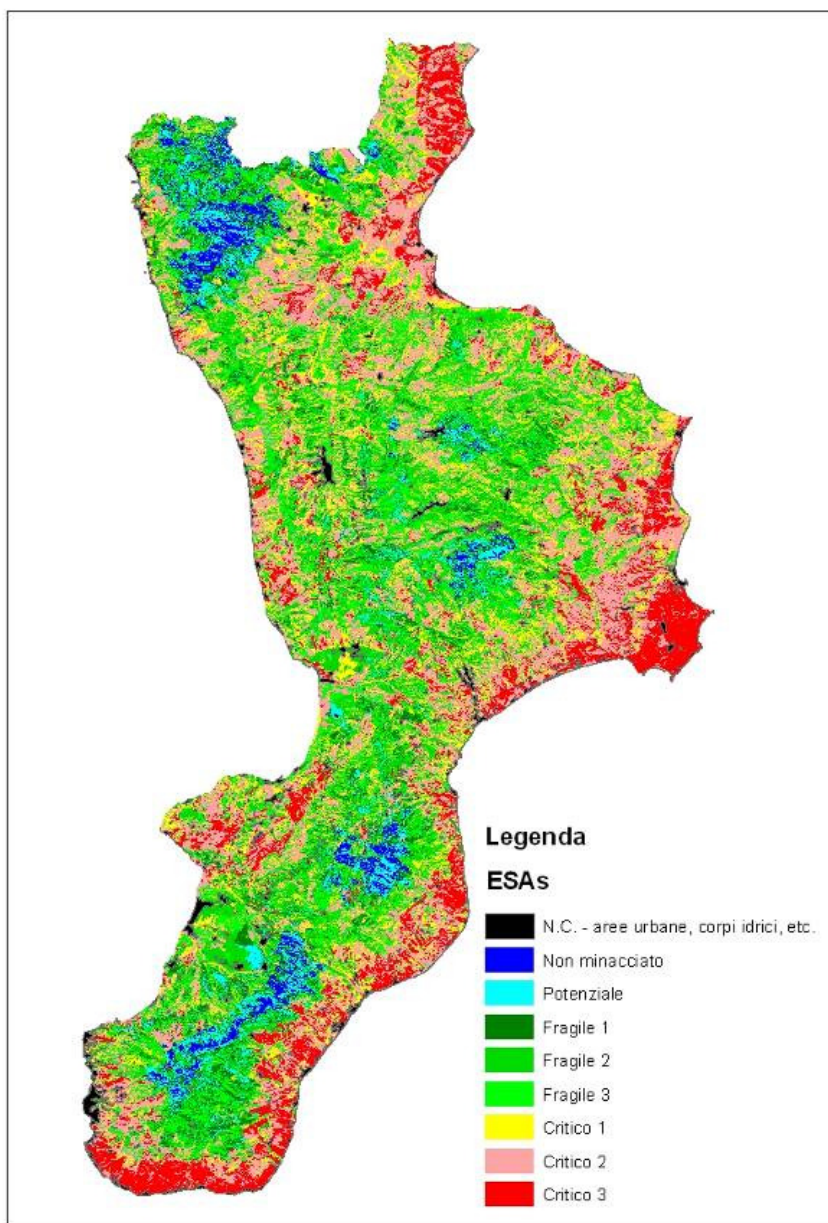 Legenda
ESAs
N.C. - aree urbane, corpi idrici, etc.
Non minacciato
Potenziale
Fragile 1
Fragile 2
Fragile 3
Critico 1
Critico 2
Critico 3